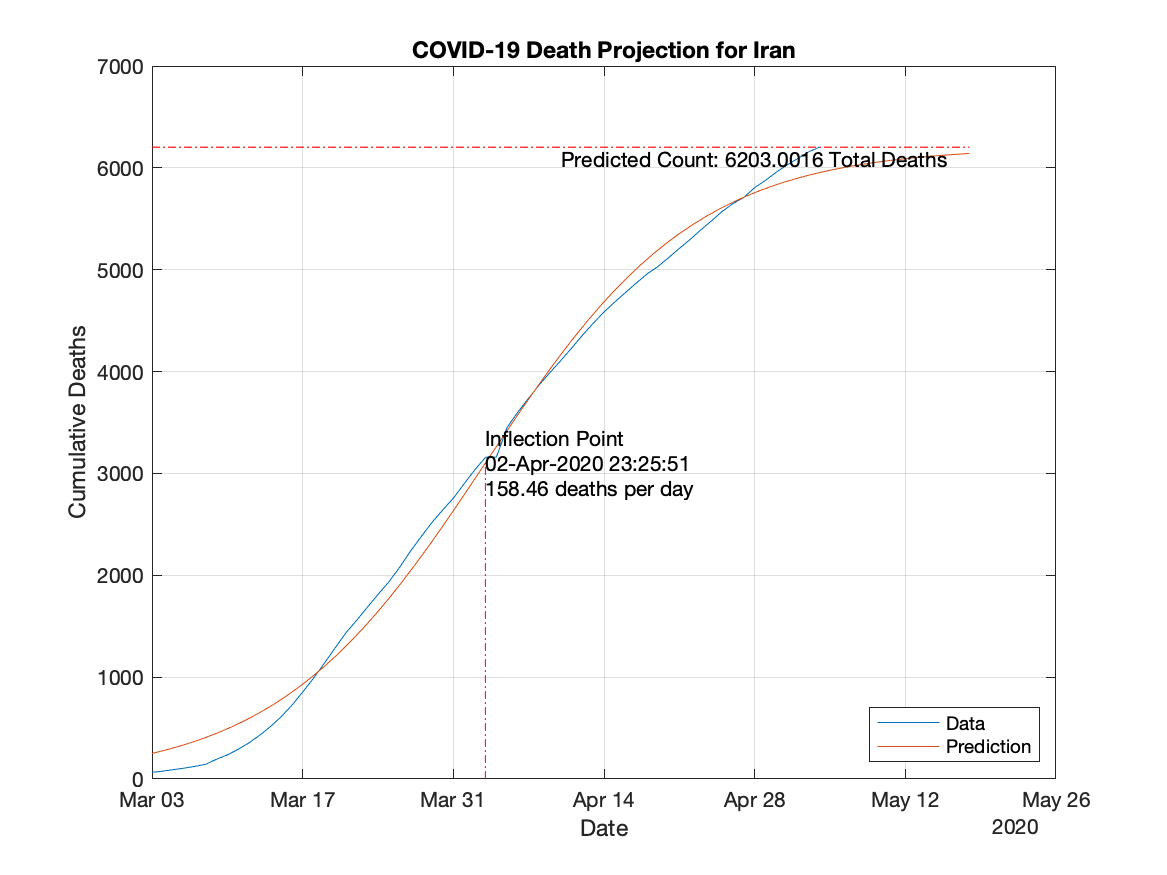 COVID-19 Death Projection for Iran
7000
6000
5000
4000
3000
2000
1000
0
Cumulative Deaths
Predicted Count: 6203.0016 Total Deaths
Inflection Point
02-Apr-2020 23:25:51
158.46 deaths per day
Data
Prediction
Mar 03 Mar 17 Mar 31 Apr 14 Apr 28 May 12 May 26
Date
2020